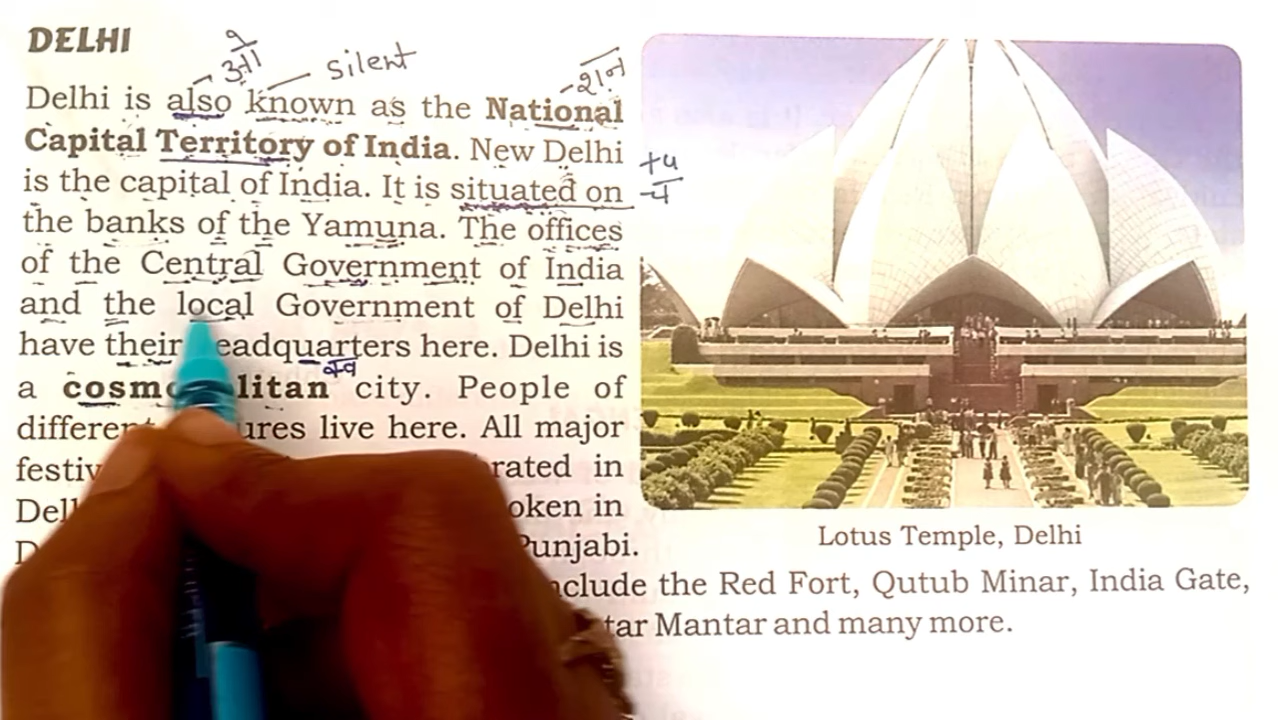 DELHI
ऑ
silent
शन
Delhi is also known as the National
Capital Territory of India. New Delhi
is the capital of India. It is situated on
the banks of the Yamuna. The offices
of the Central Government of India
and the local Government of Delhi
have their eadquarters here. Delhi is
a cosm litan city. People of
differen ures live here. All major
festiv rated in
Del oken in
D Punjabi.
nclude the Red Fort, Qutub Minar, India Gate,
tar Mantar and many more.
Lotus Temple, Delhi